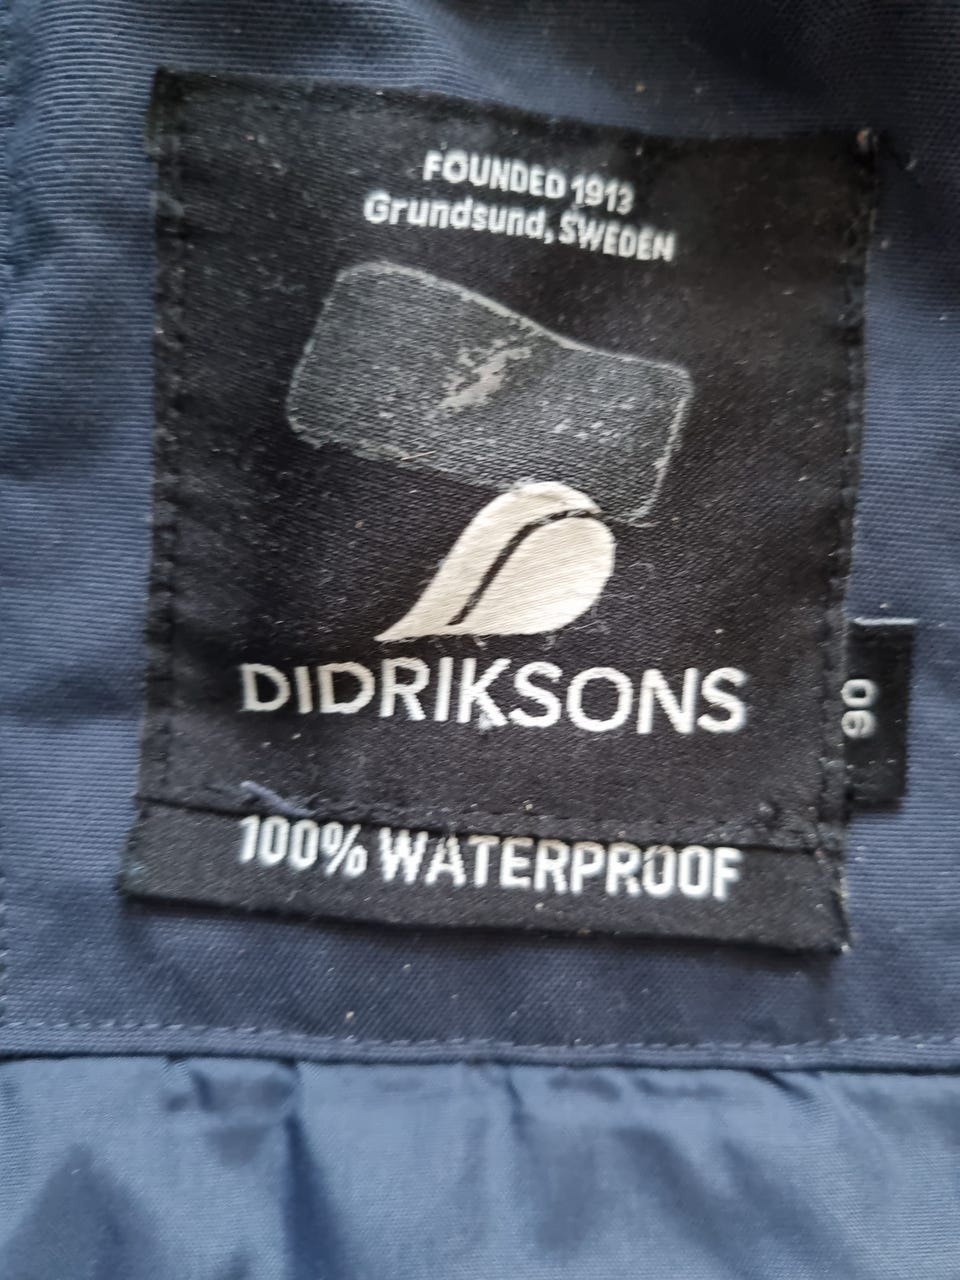 FOUNDED 1913
Grundsund, SWEDEN
DIDRIKSONS
90
100% WATERPROOF